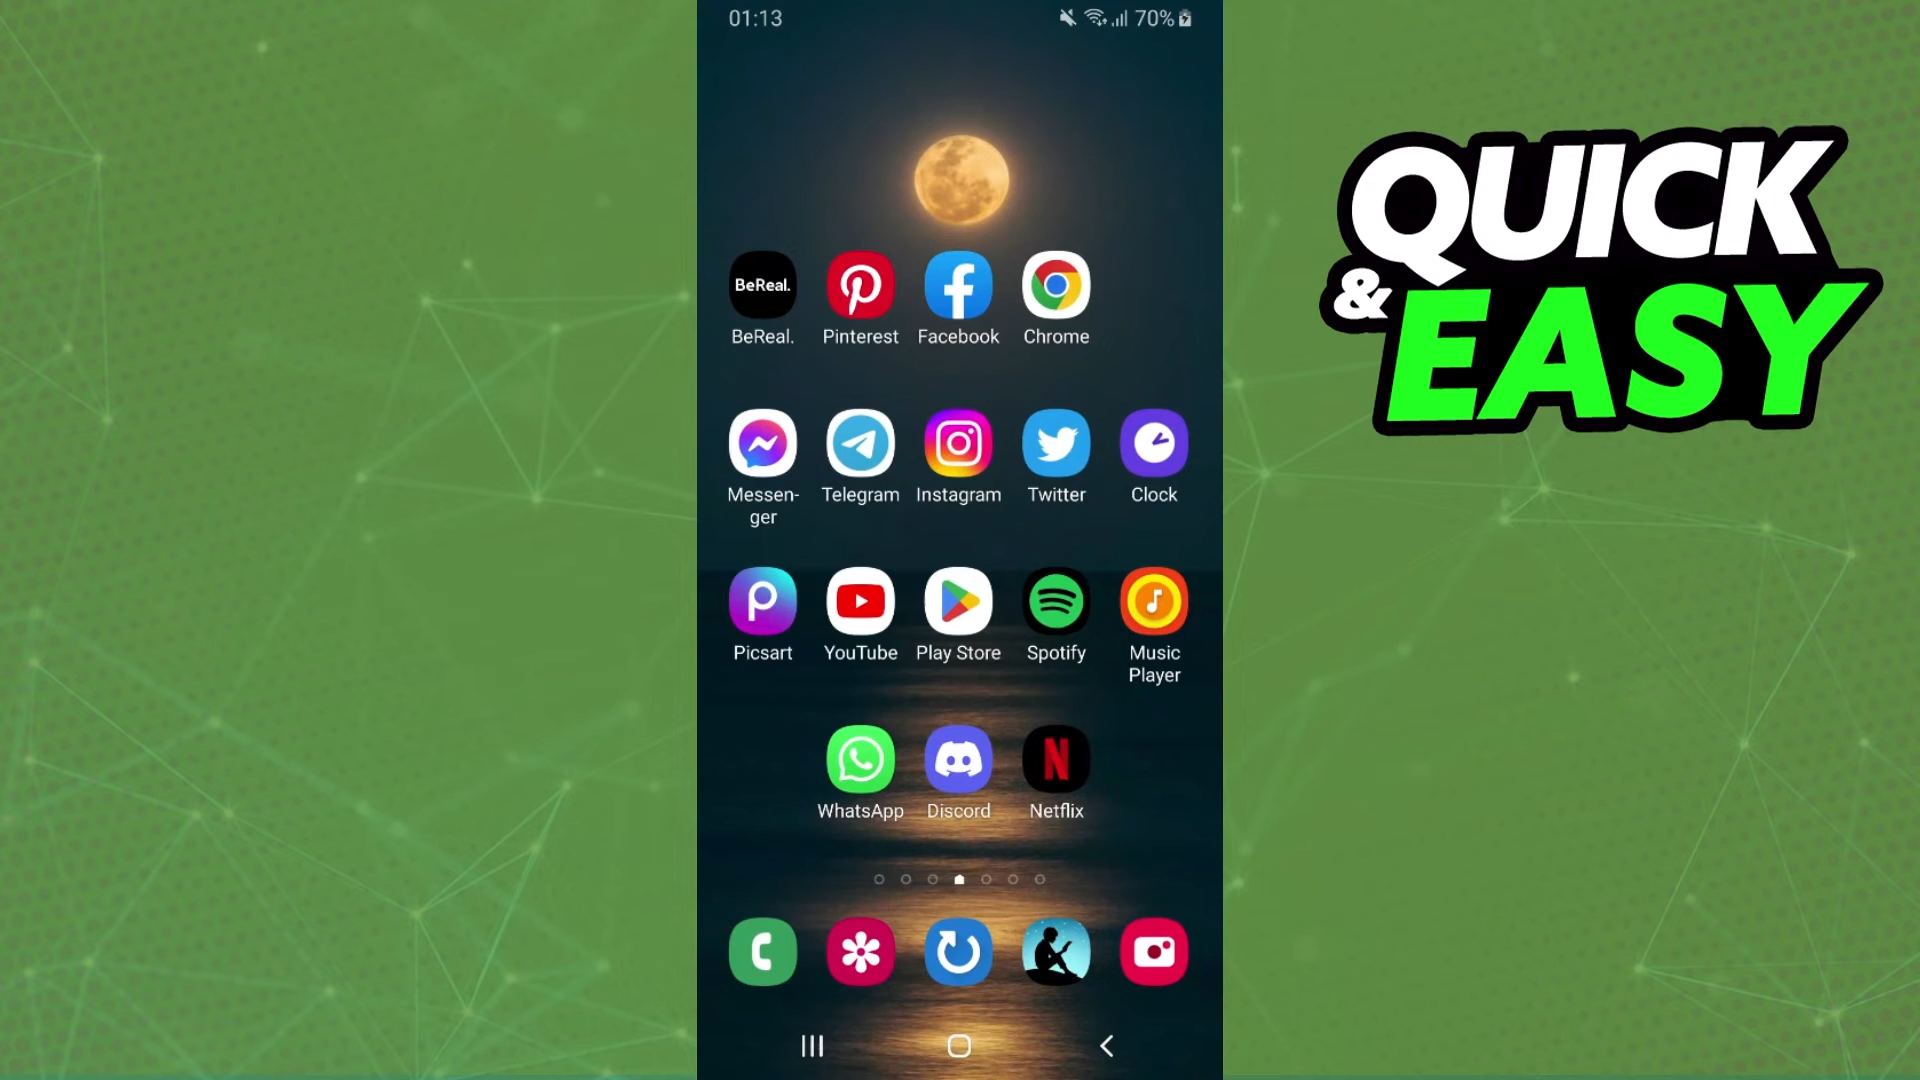 01:13
70%
QUICK
& EASY
BeReal.
BeReal. Pinterest Facebook Chrome
Messen-
ger Telegram Instagram Twitter Clock
Picsart YouTube Play Store Spotify Music
Player
WhatsApp Discord Netflix